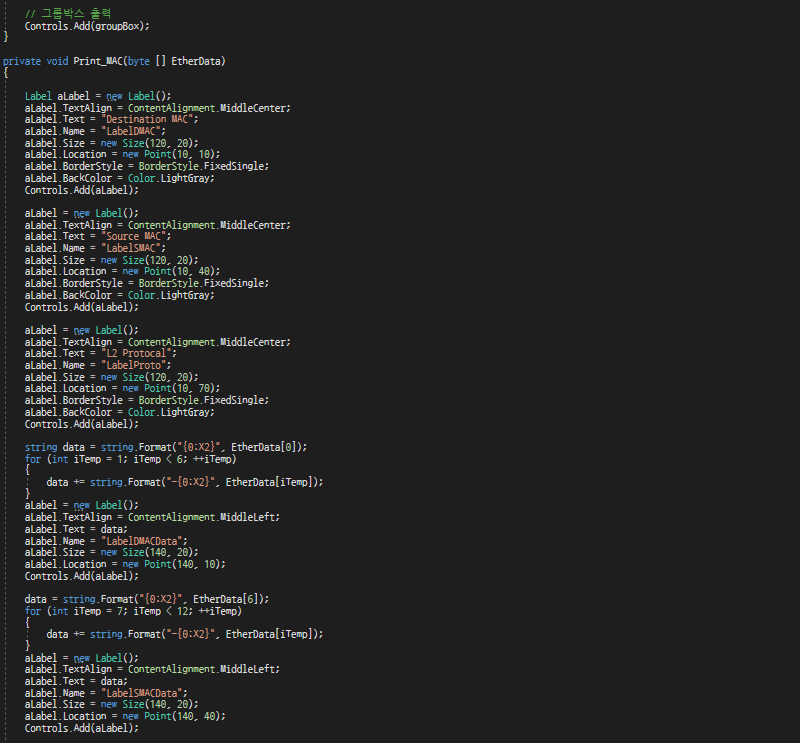 // 그룹박스 출력
Controls.Add(groupBox);
}
private void Print_MAC(byte [] EtherData)
{
Label aLabel = new Label();
aLabel.TextAlign = ContentAlignment.MiddleCenter;
aLabel.Text = "Destination MAC";
aLabel.Name = "LabelDMAC";
aLabel.Size = new Size(120, 20);
aLabel.Location = new Point(10, 10);
aLabel.BorderStyle = BorderStyle.FixedSingle;
aLabel.BackColor = Color.LightGray;
Controls.Add(aLabel);
aLabel = new Label();
aLabel.TextAlign = ContentAlignment.MiddleCenter;
aLabel.Text = "Source MAC";
aLabel.Name = "LabelSMAC";
aLabel.Size = new Size(120, 20);
aLabel.Location = new Point(10, 40);
aLabel.BorderStyle = BorderStyle.FixedSingle;
aLabel.BackColor = Color.LightGray;
Controls.Add(aLabel);
aLabel = new Label();
aLabel.TextAlign = ContentAlignment.MiddleCenter;
aLabel.Text = "L2 Protocal";
aLabel.Name = "LabelProto";
aLabel.Size = new Size(120, 20);
aLabel.Location = new Point(10, 70);
aLabel.BorderStyle = BorderStyle.FixedSingle;
aLabel.BackColor = Color.LightGray;
Controls.Add(aLabel);
string data = string.Format("{0:X2}", EtherData[0]);
for (int iTemp = 1; iTemp < 6; ++iTemp)
{
data += string.Format("-{0:X2}", EtherData[iTemp]);
}
aLabel = new Label();
aLabel.TextAlign = ContentAlignment.MiddleLeft;
aLabel.Text = data;
aLabel.Name = "LabelDMACData";
aLabel.Size = new Size(140, 20);
aLabel.Location = new Point(140, 10);
Controls.Add(aLabel);
data = string.Format("{0:X2}", EtherData[6]);
for (int iTemp = 7; iTemp < 12; ++iTemp)
{
data += string.Format("-{0:X2}", EtherData[iTemp]);
}
aLabel = new Label();
aLabel.TextAlign = ContentAlignment.MiddleLeft;
aLabel.Text = data;
aLabel.Name = "LabelSMACData";
aLabel.Size = new Size(140, 20);
aLabel.Location = new Point(140, 40);
Controls.Add(aLabel);